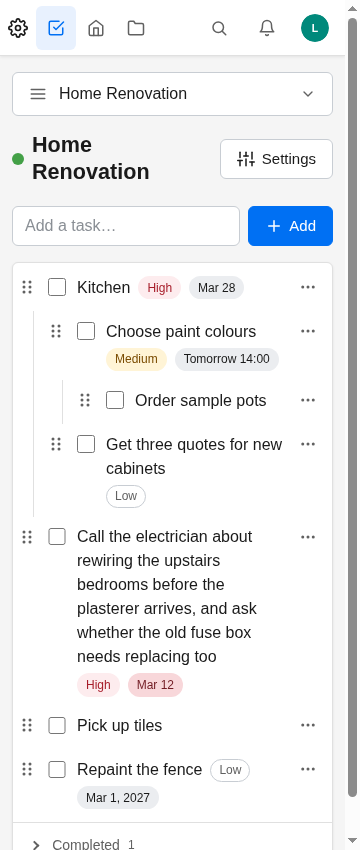 L
Home Renovation
Home
Renovation
Settings
Add a task…
Add
Kitchen High Mar 28
Choose paint colours
Medium Tomorrow 14:00
Order sample pots
Get three quotes for new
cabinets
Low
Call the electrician about
rewiring the upstairs
bedrooms before the
plasterer arrives, and ask
whether the old fuse box
needs replacing too
High Mar 12
Pick up tiles
Repaint the fence Low
Mar 1, 2027
Completed 1